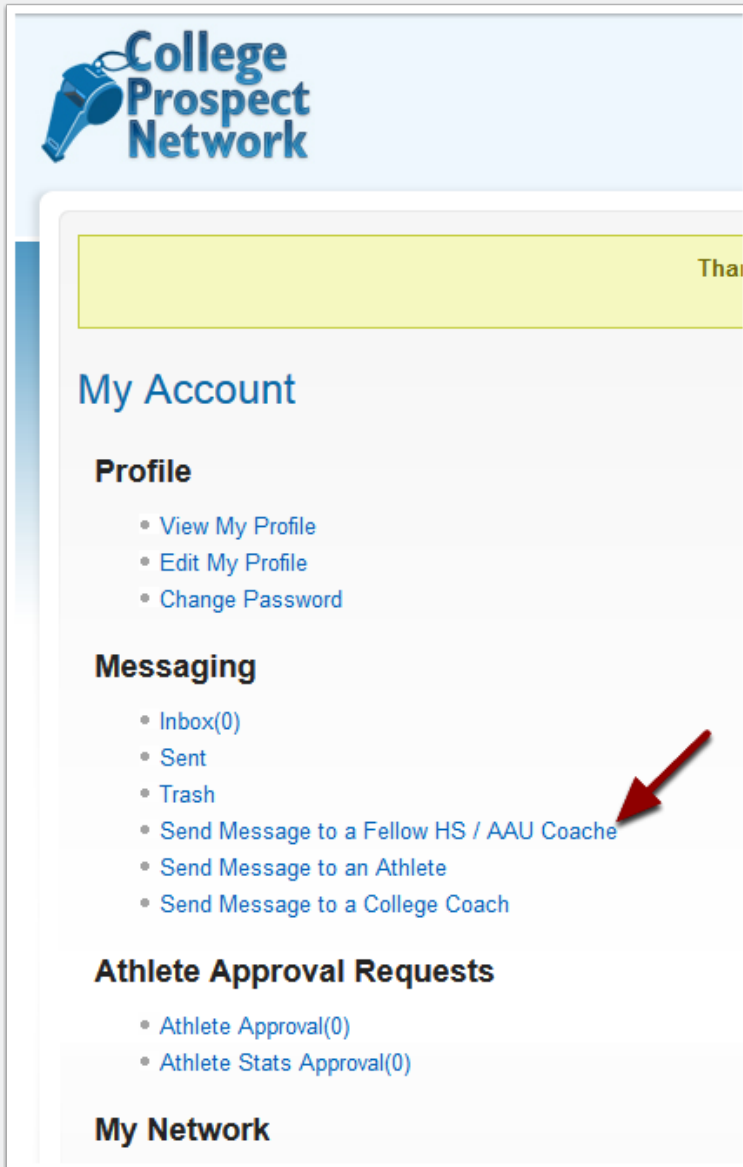 College
Prospect
Network
My Account
Profile
View My Profile
Edit My Profile
Change Password
Messaging
Inbox(0)
Sent
Trash
Send Message to a Fellow HS / AAU Coache
Send Message to an Athlete
Send Message to a College Coach
Athlete Approval Requests
Athlete Approval(0)
Athlete Stats Approval(0)
My Network